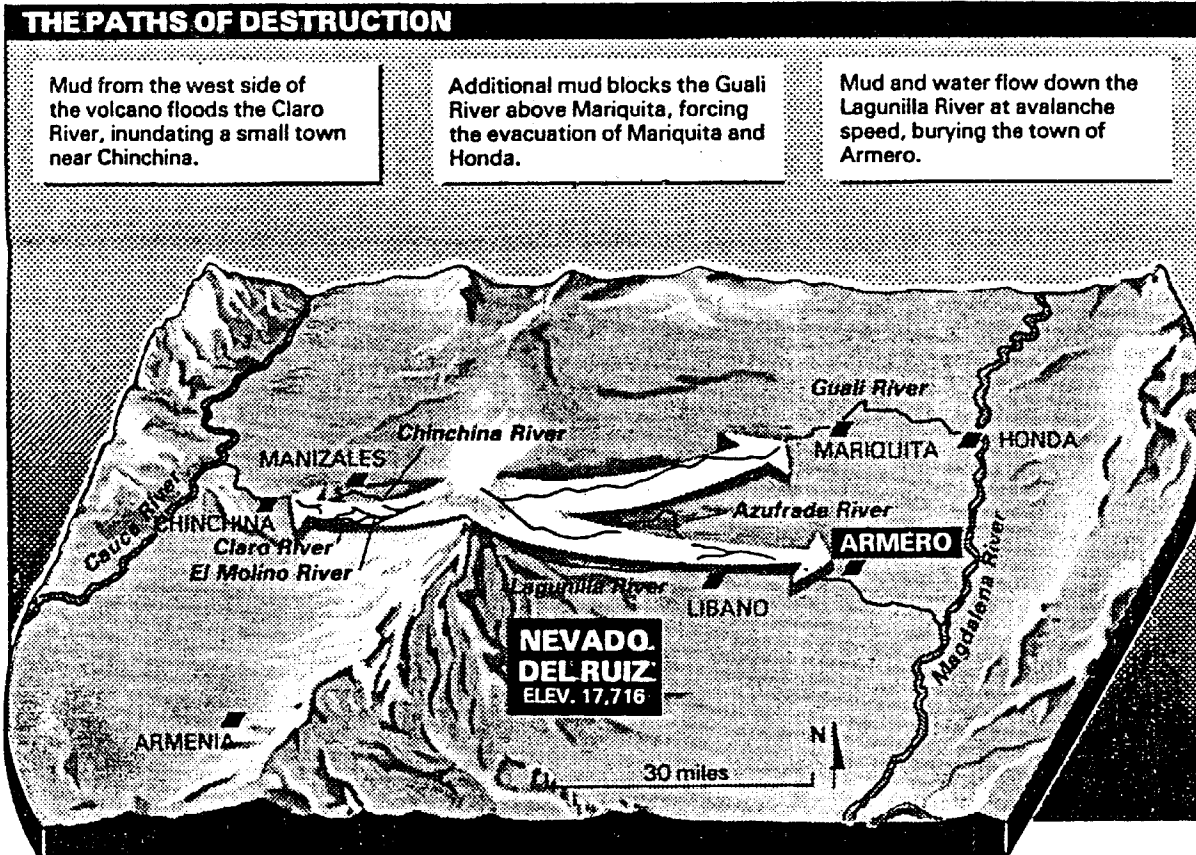 THE PATHS OF DESTRUCTION
Mud from the west side of
the volcano floods the Claro
River, inundating a small town
near Chinchina.
Additional mud blocks the Guali
River above Mariquita, forcing
the evacuation of Mariquita and
Honda.
Mud and water flow down the
Lagunilla River at avalanche
speed, burying the town of
Armero.
Guali River
Chinchina River
MARIQUITA
HONDA
MANIZALES
CHINCHINA
Cauca River
Azufrada River
Claro River
El Molino River
ARMERO
Lagunilla River
LIBANO
Magdalena River
NEVADO
DEL RUIZ
ELEV. 17,716
ARMENIA
N
30 miles